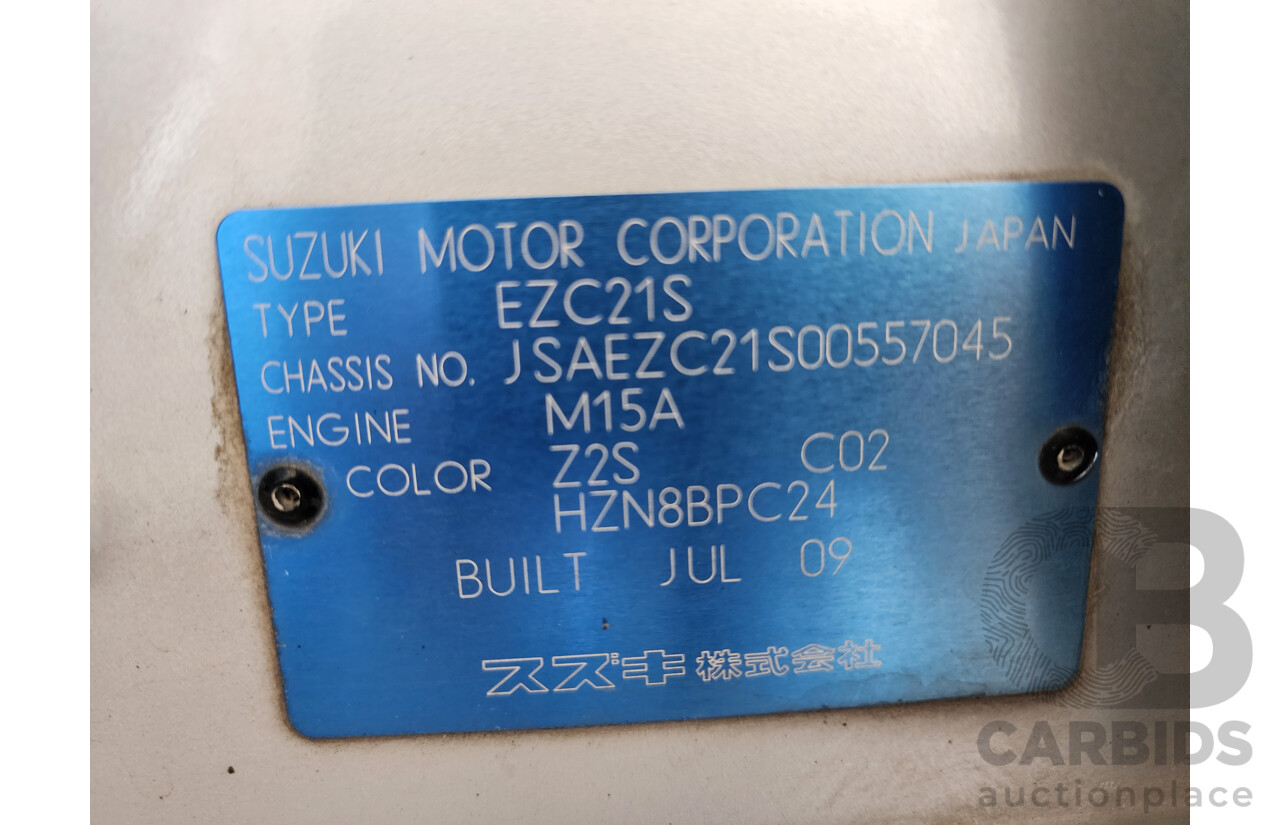 SUZUKI MOTOR CORPORATION JAPAN
TYPE EZC21S
CHASSIS NO. JSAEZC21S00557045
ENGINE M15A
COLOR Z2S C02
HZN8BPC24
BUILT JUL 09
スズキ株式会社
CB
CARBIDS
auctionplace